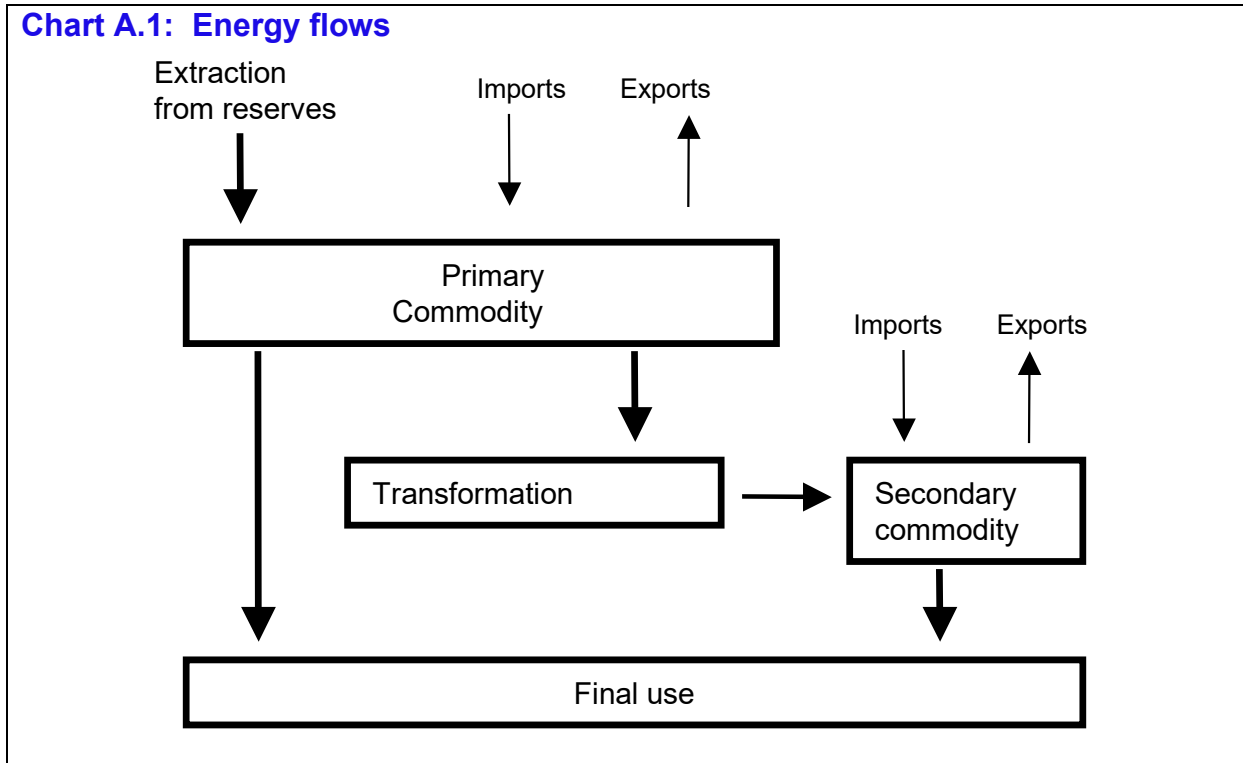 Chart A.1: Energy flows
Extraction
from reserves
Imports
Exports
Primary
Commodity
Imports
Exports
Transformation
Secondary
commodity
Final use